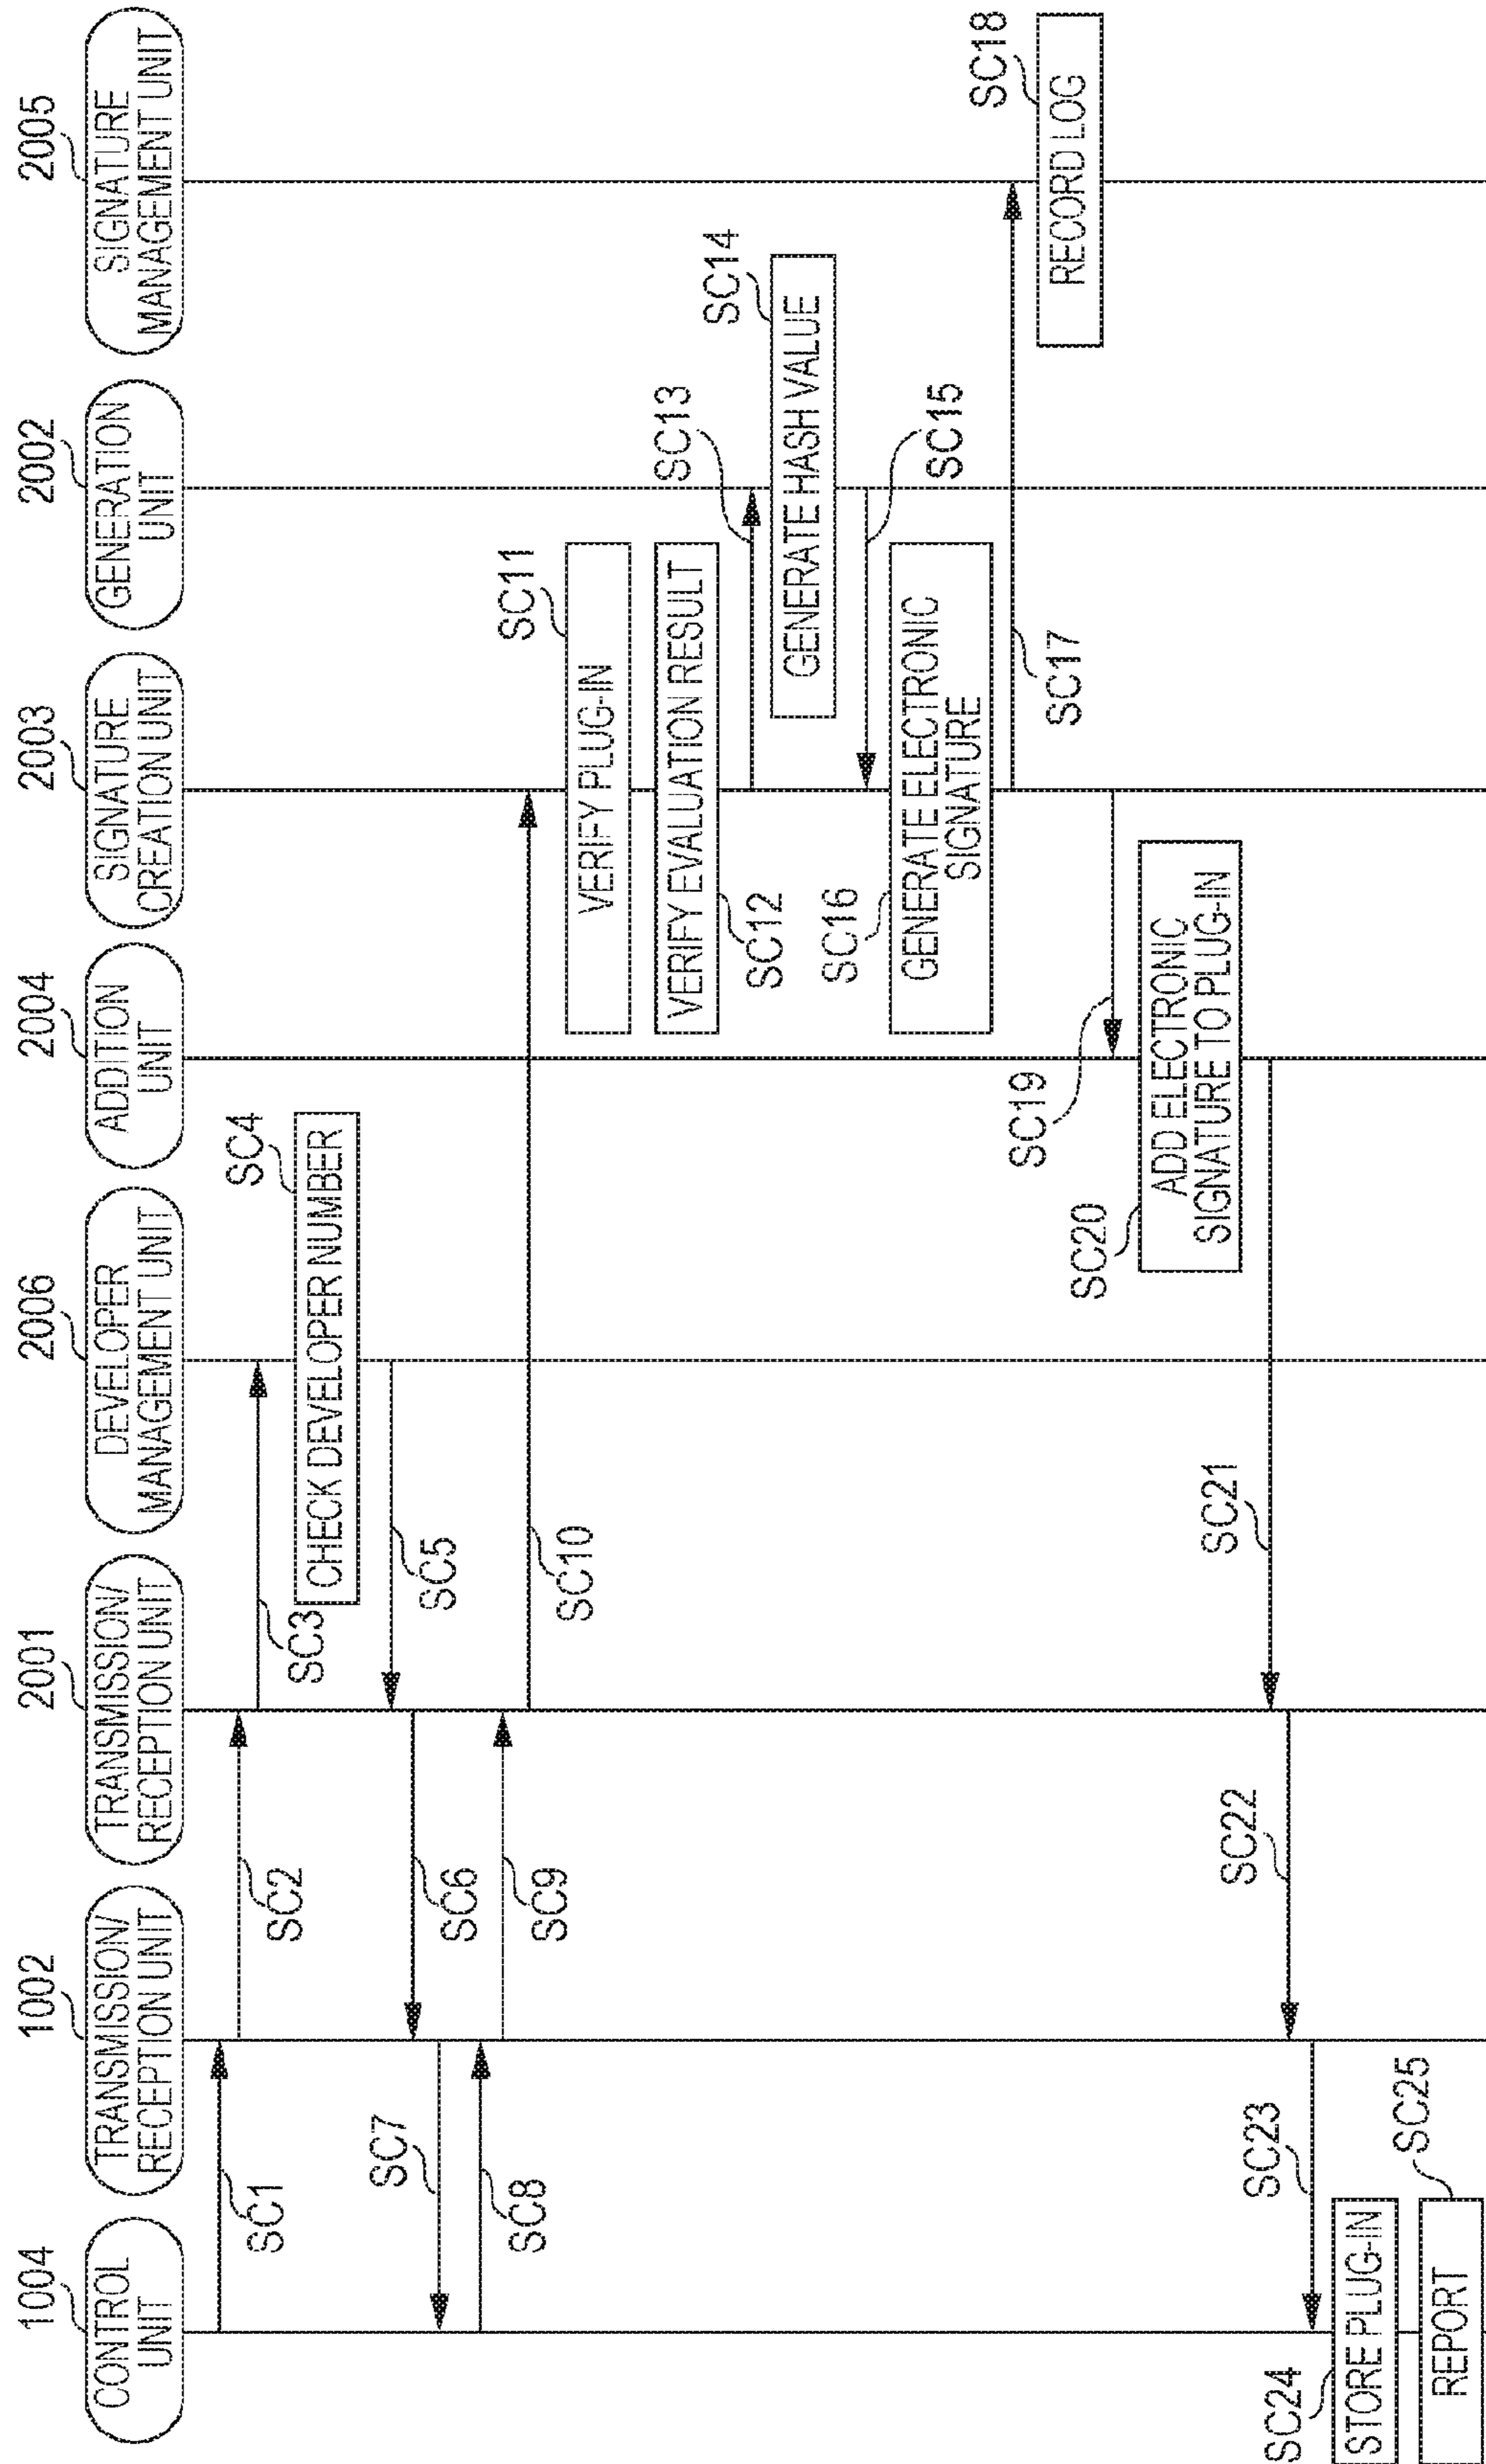 1004
CONTROL
UNIT
1002
TRANSMISSION/
RECEPTION UNIT
2001
TRANSMISSION/
RECEPTION UNIT
2006
DEVELOPER
MANAGEMENT UNIT
2004
ADDITION
UNIT
2003
SIGNATURE
CREATION UNIT
2002
GENERATION
UNIT
2005
SIGNATURE
MANAGEMENT UNIT
SC1
SC2
SC3
SC4
CHECK DEVELOPER NUMBER
SC5
SC6
SC7
SC8
SC9
SC10
SC11
VERIFY PLUG-IN
VERIFY EVALUATION RESULT
SC12
SC13
SC14
GENERATE HASH VALUE
SC15
SC16
GENERATE ELECTRONIC
SIGNATURE
SC17
SC18
RECORD LOG
SC19
SC20
ADD ELECTRONIC
SIGNATURE TO PLUG-IN
SC21
SC22
SC23
SC24
STORE PLUG-IN
SC25
REPORT